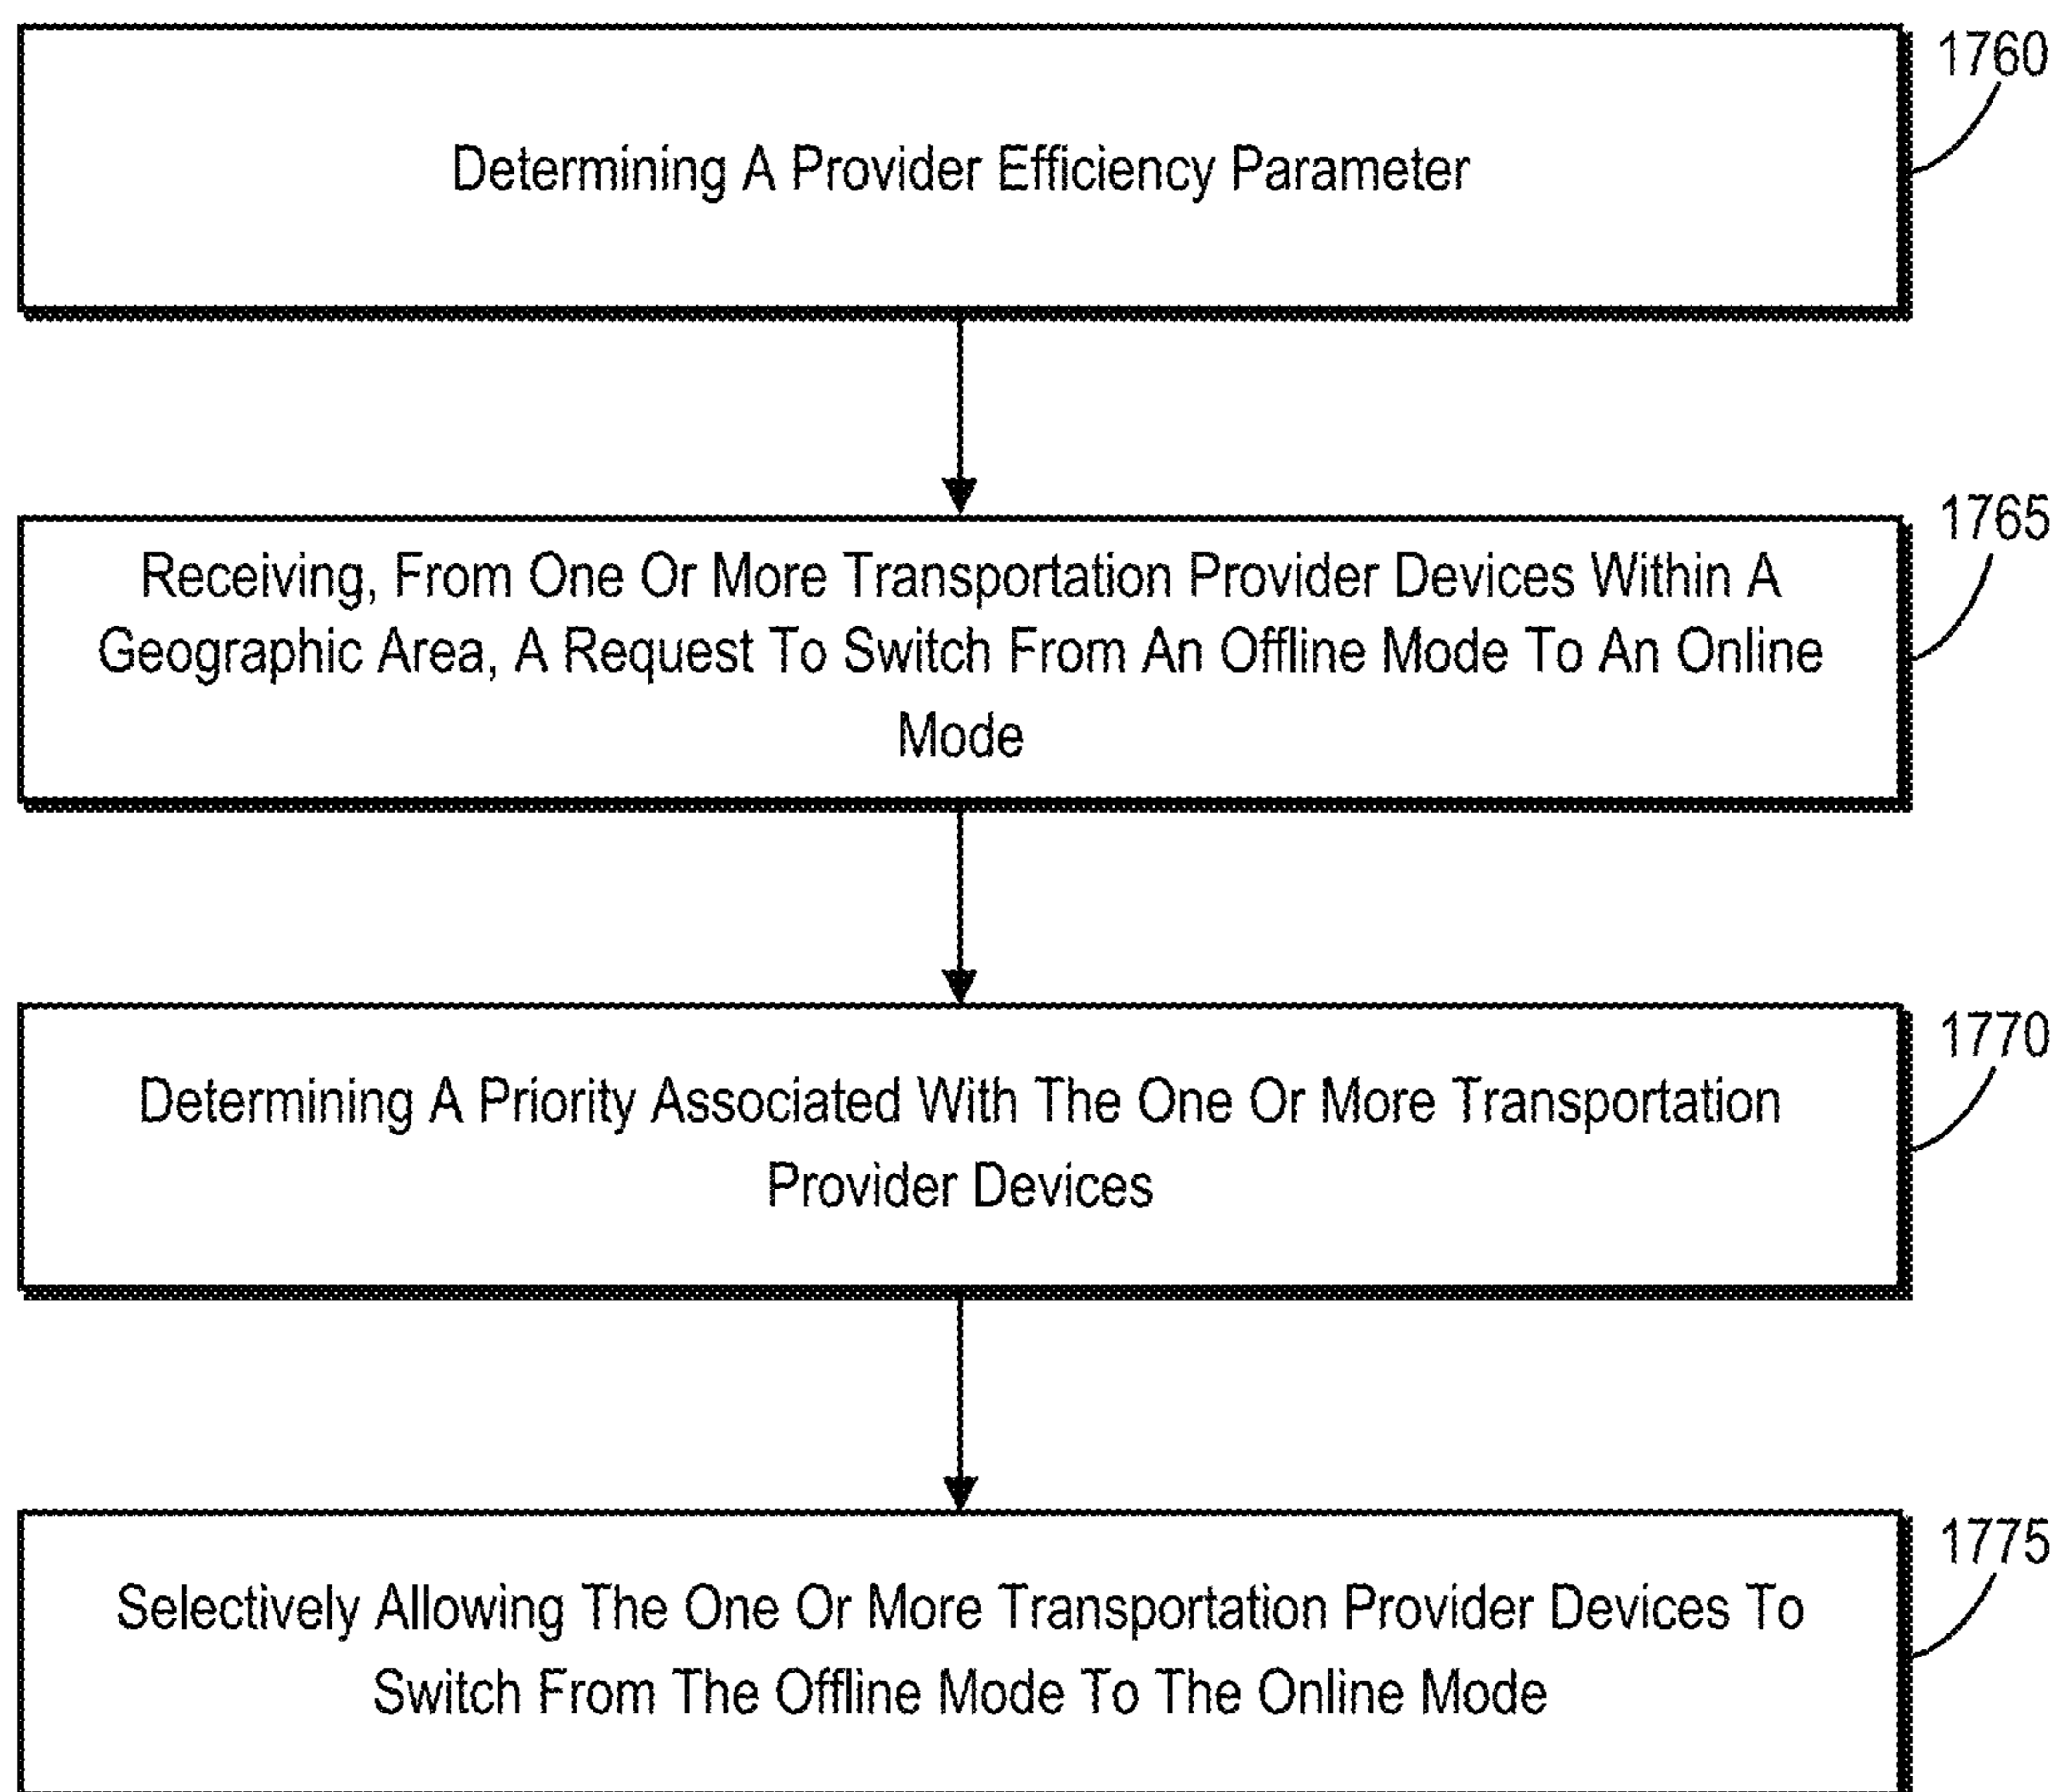 1760
Determining A Provider Efficiency Parameter
1765
Receiving, From One Or More Transportation Provider Devices Within A
Geographic Area, A Request To Switch From An Offline Mode To An Online
Mode
1770
Determining A Priority Associated With The One Or More Transportation
Provider Devices
1775
Selectively Allowing The One Or More Transportation Provider Devices To
Switch From The Offline Mode To The Online Mode